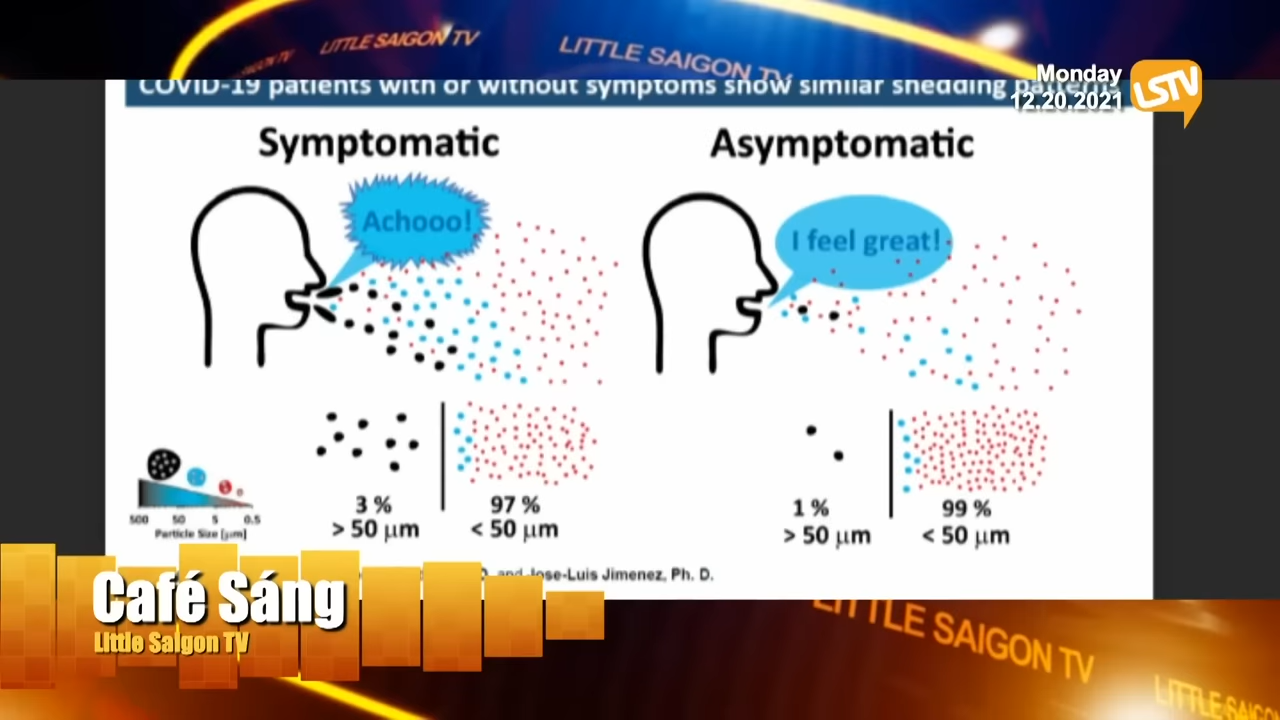 LITTLE SAIGON TV
LITTLE SAIGON TV
Monday
12.20.2021
LSTV
COVID-19 patients with or without symptoms show similar shedding patterns
Symptomatic
Asymptomatic
Achooo!
I feel great!
3 %
97 %
> 50 µm
< 50 µm
1 %
99 %
> 50 µm
< 50 µm
500 50 5 0.5
Particle Size [µm]
and Jose-Luis Jimenez, Ph. D.
Café Sáng
Little Saigon TV
LITTLE SAIGON TV
LITTLE SAIGON